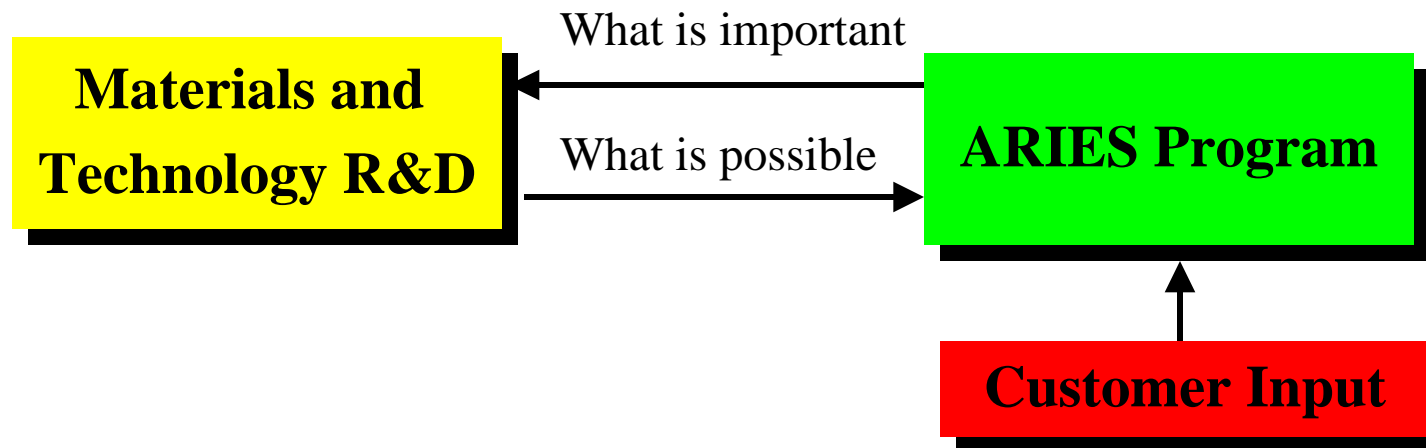 What is important
Materials and
Technology R&D
What is possible
ARIES Program
Customer Input